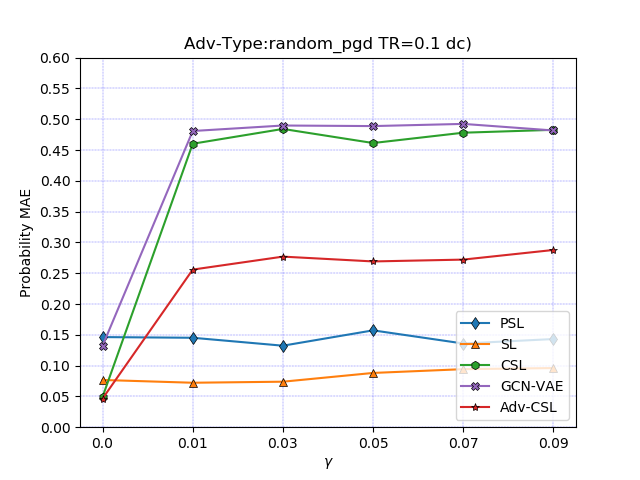 Adv-Type:random_pgd TR=0.1 dc)
Probability MAE
0.60
0.55
0.50
0.45
0.40
0.35
0.30
0.25
0.20
0.15
0.10
0.05
0.00
PSL
SL
CSL
GCN-VAE
Adv-CSL
0.0 0.01 0.03 0.05 0.07 0.09
γ